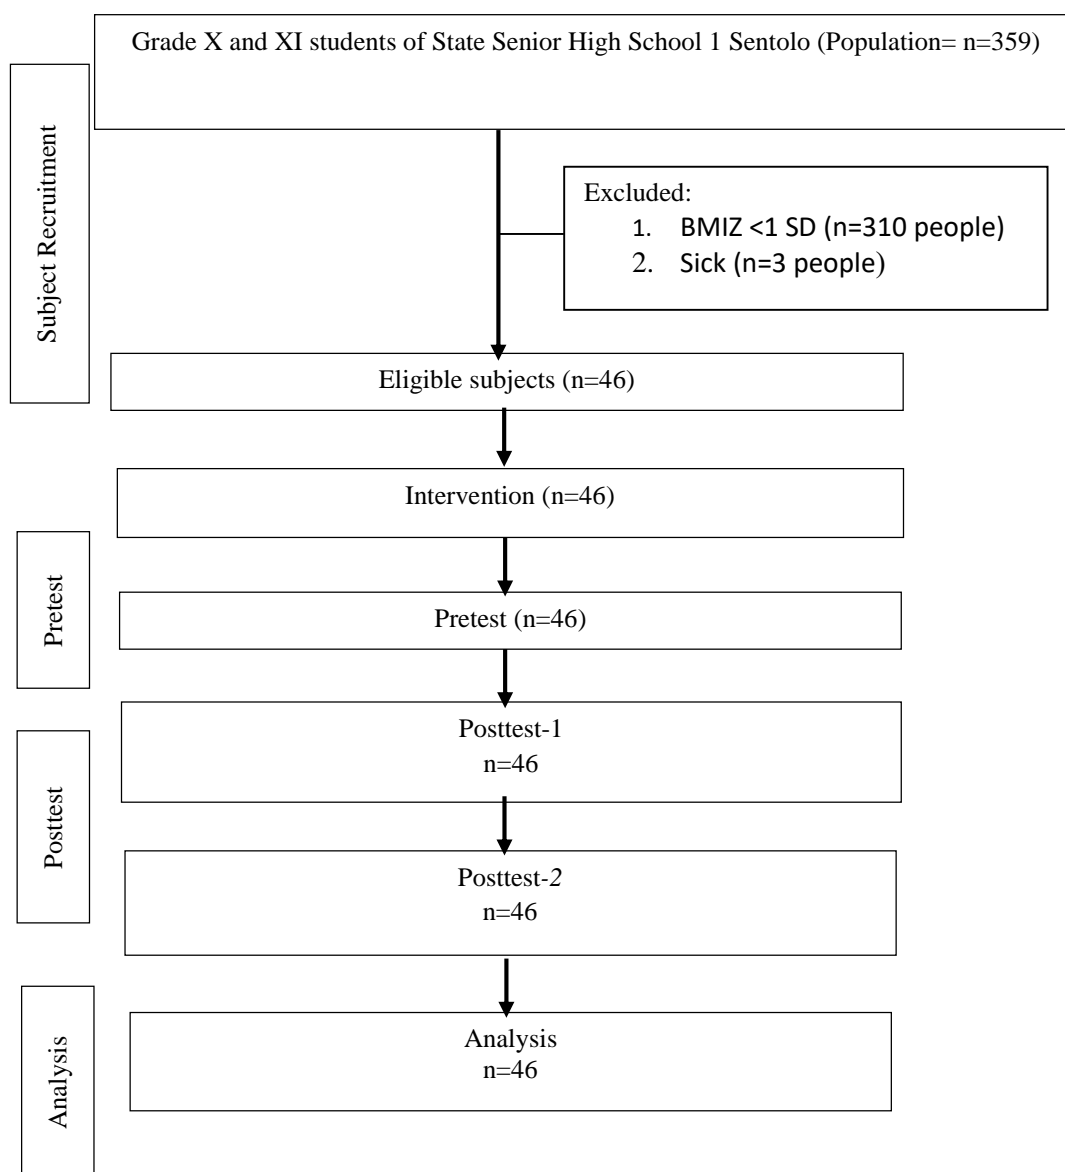 Grade X and XI students of State Senior High School 1 Sentolo (Population= n=359)
Subject Recruitment
Excluded:
1. BMIZ <1 SD (n=310 people)
2. Sick (n=3 people)
Eligible subjects (n=46)
Intervention (n=46)
Pretest
Pretest (n=46)
Posttest
Posttest-1
n=46
Posttest-2
n=46
Analysis
Analysis
n=46